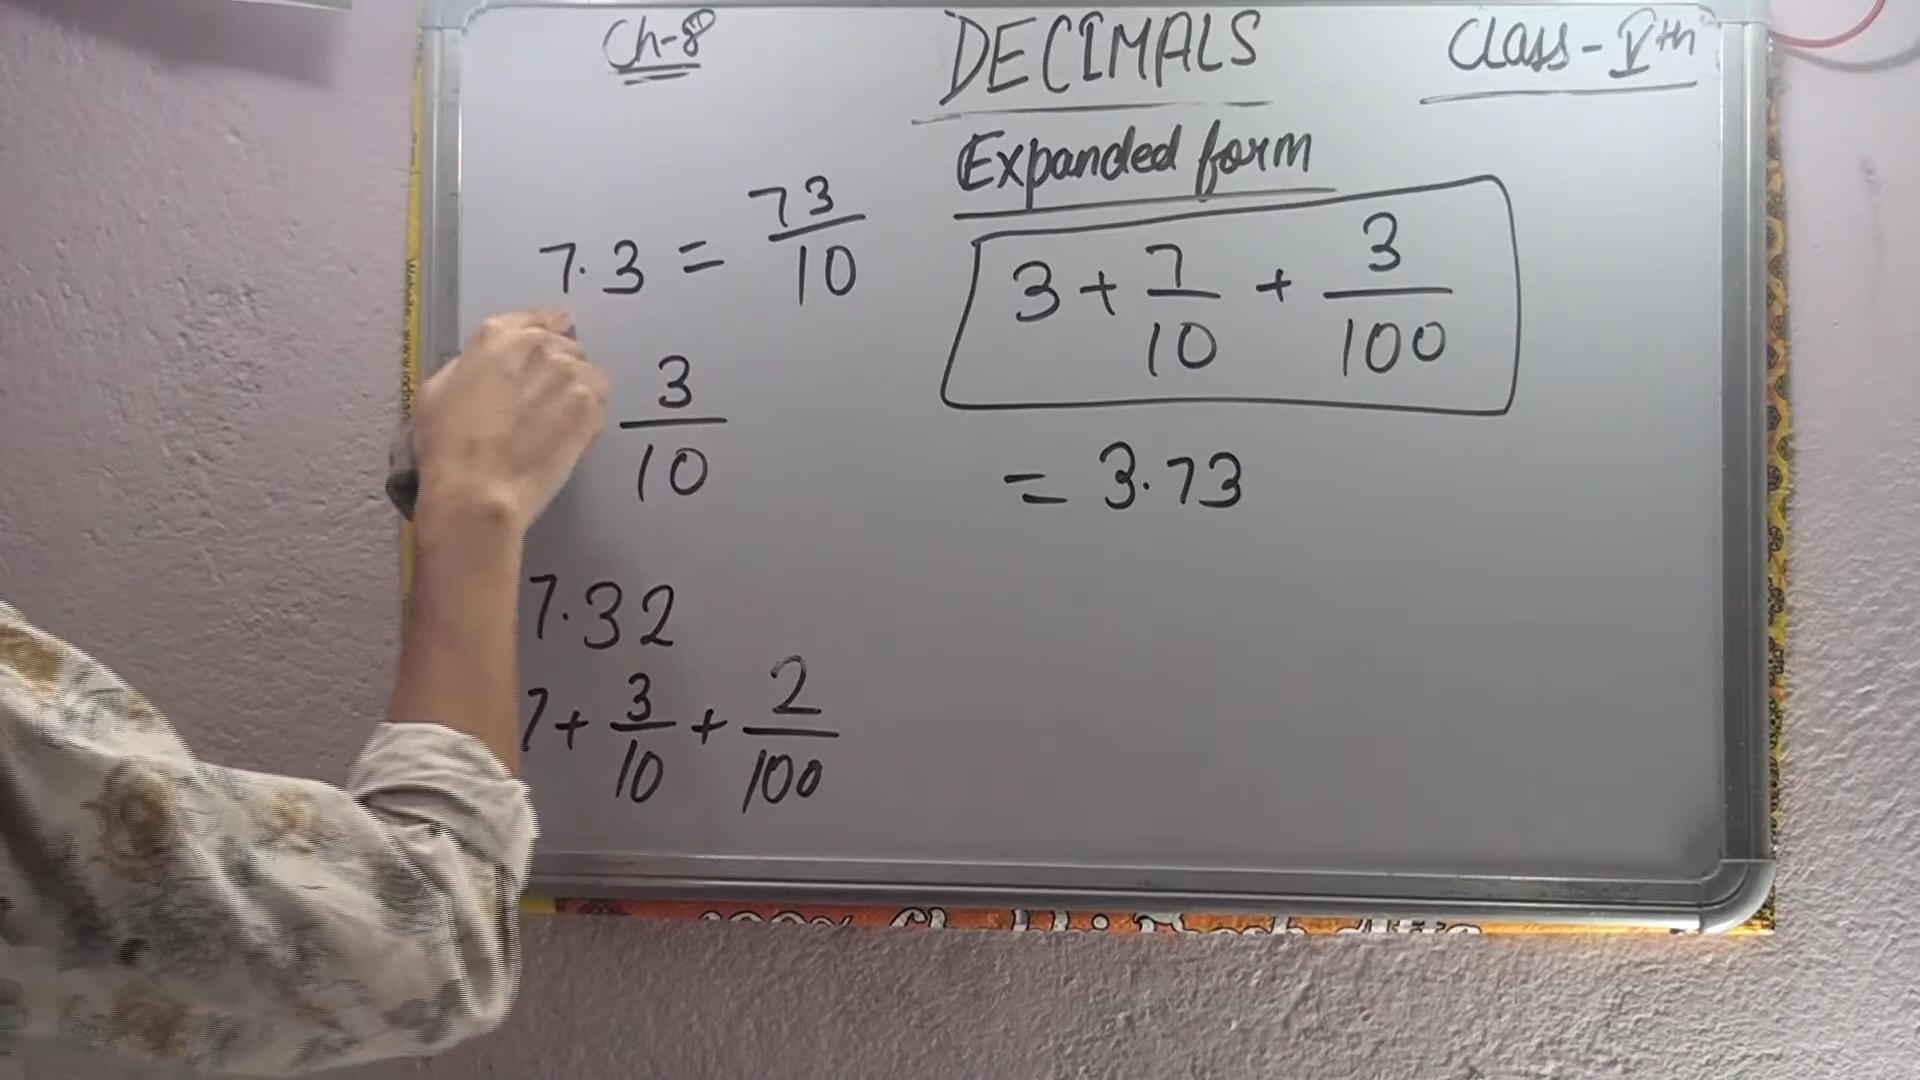 Ch-8
DECIMALS
Class-Vth
Expanded form
7.3 = 73/10
3/10
7.32
7 + 3/10 + 2/100
3 + 7/10 + 3/100
= 3.73